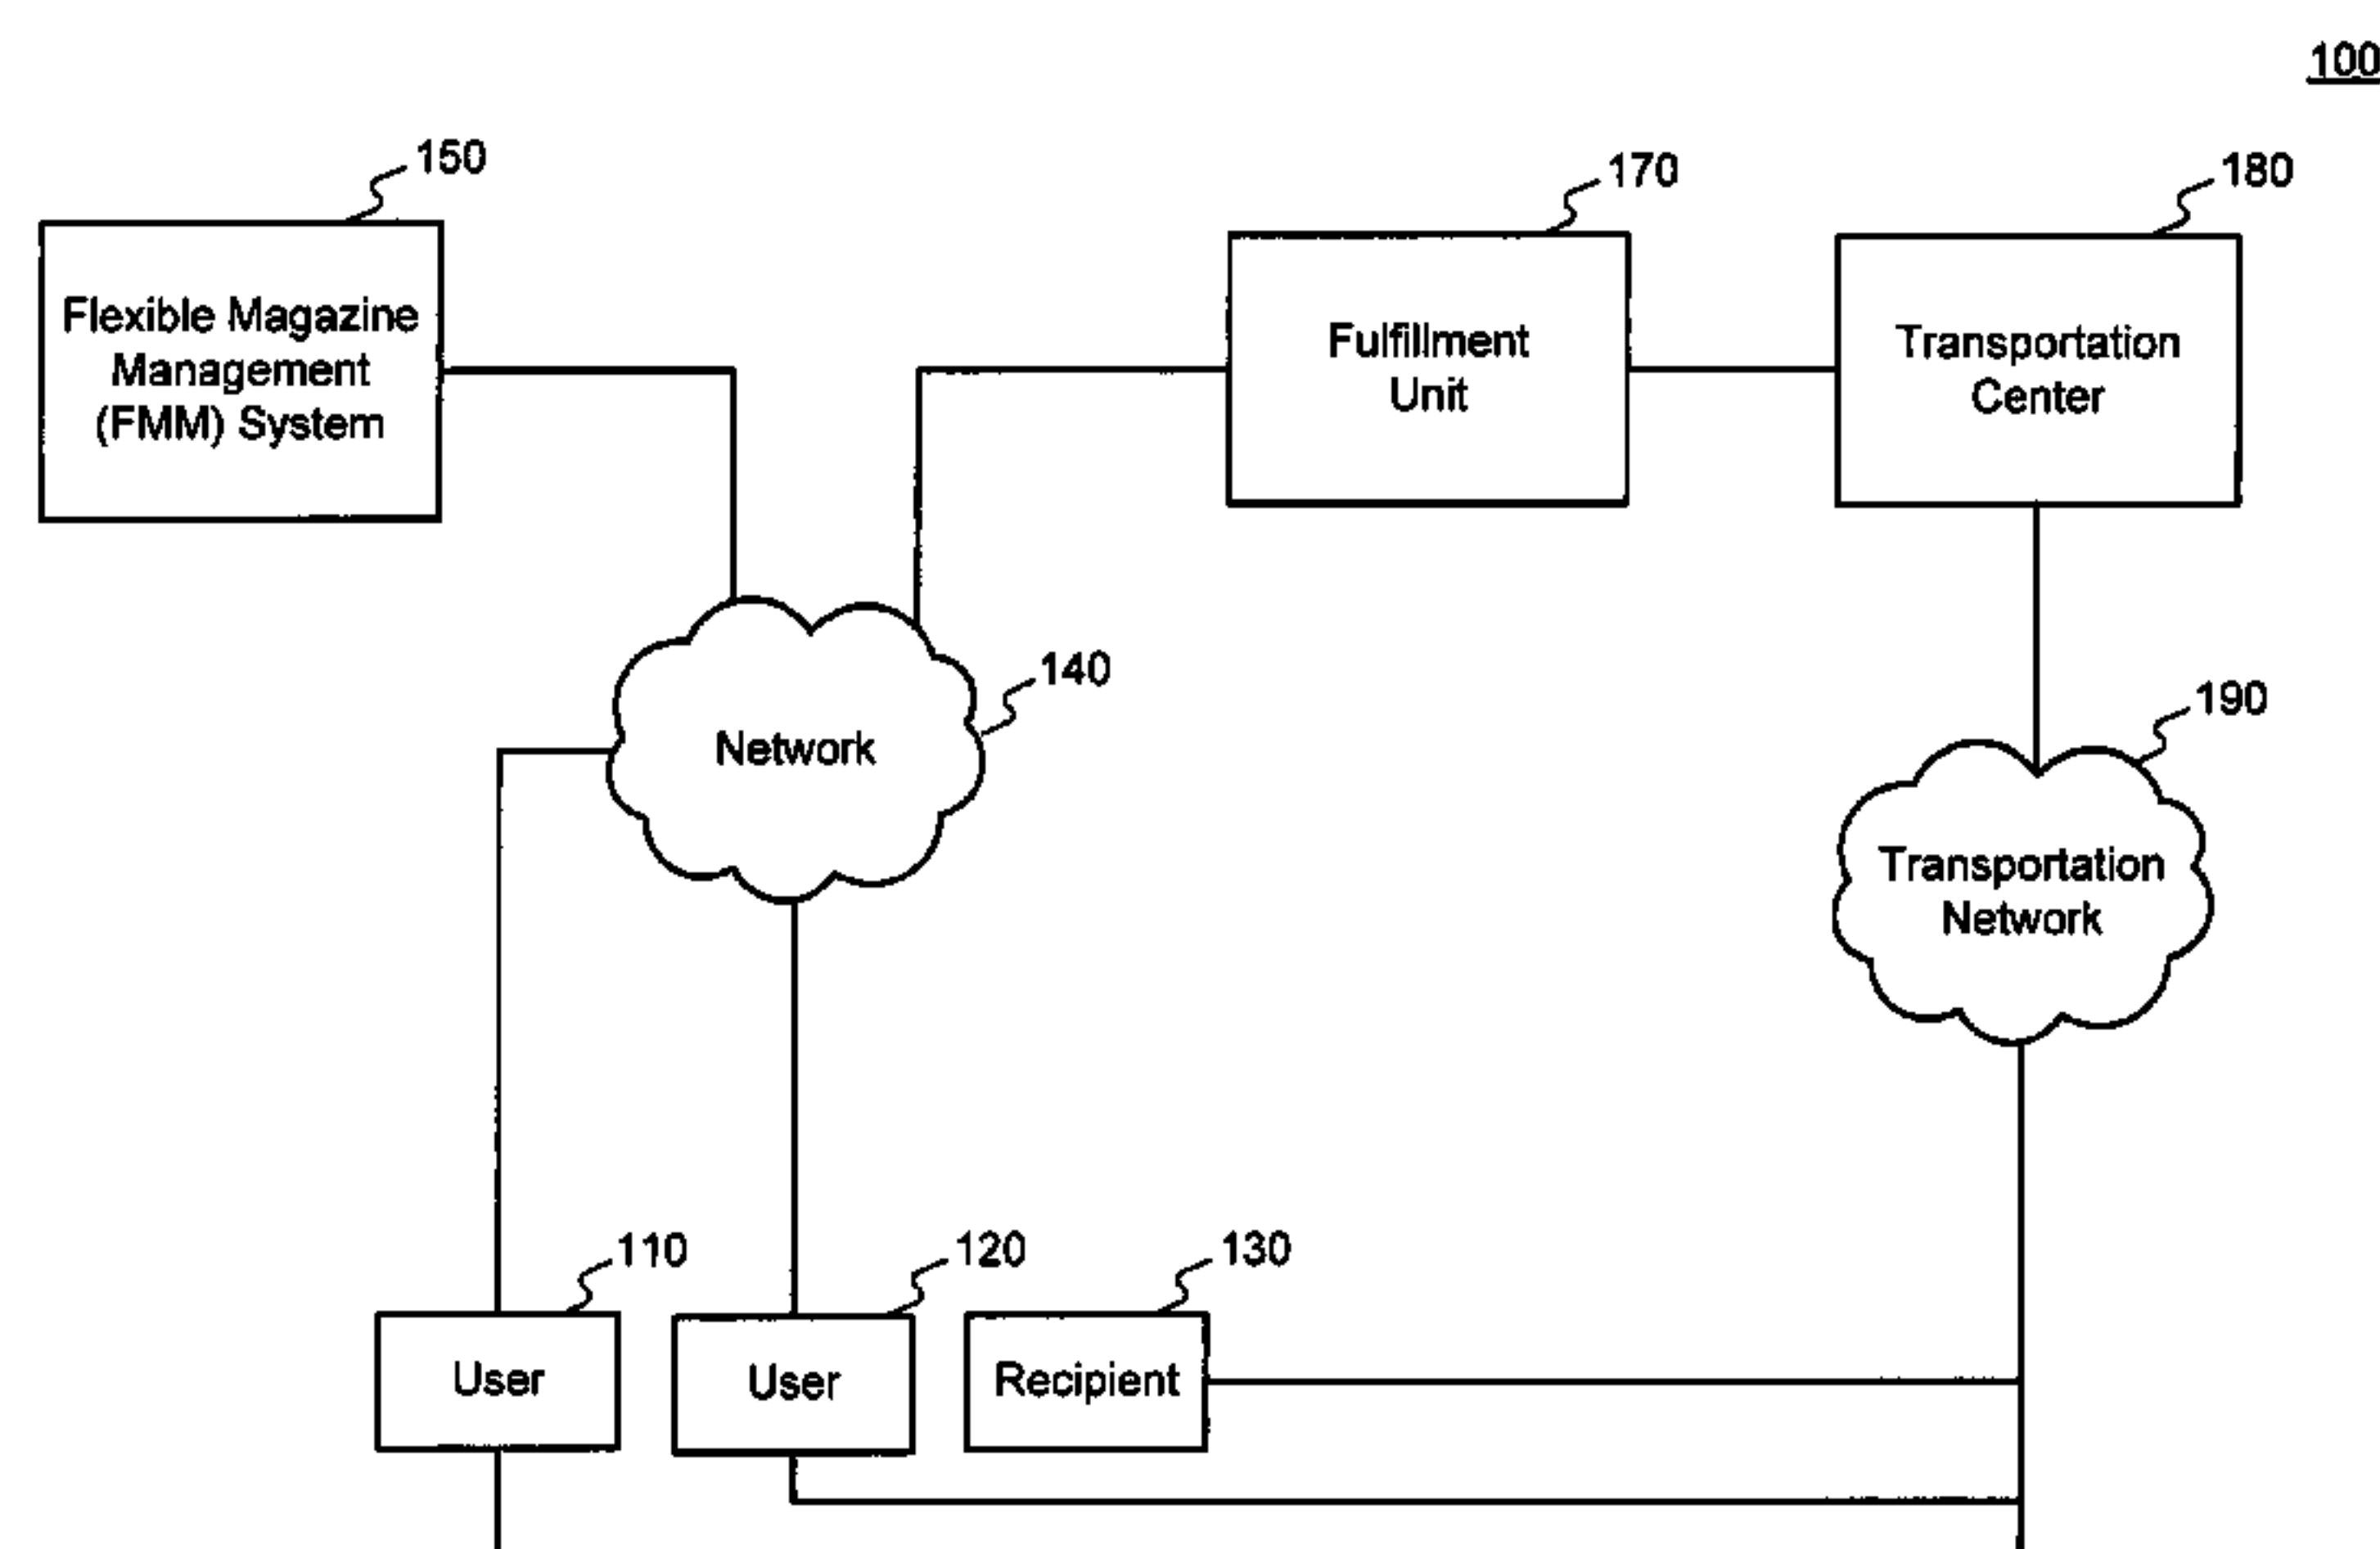 100
150
170
180
Flexible Magazine
Management
(FMM) System
Fulfillment
Unit
Transportation
Center
140
Network
190
Transportation
Network
110
120
130
User
User
Recipient